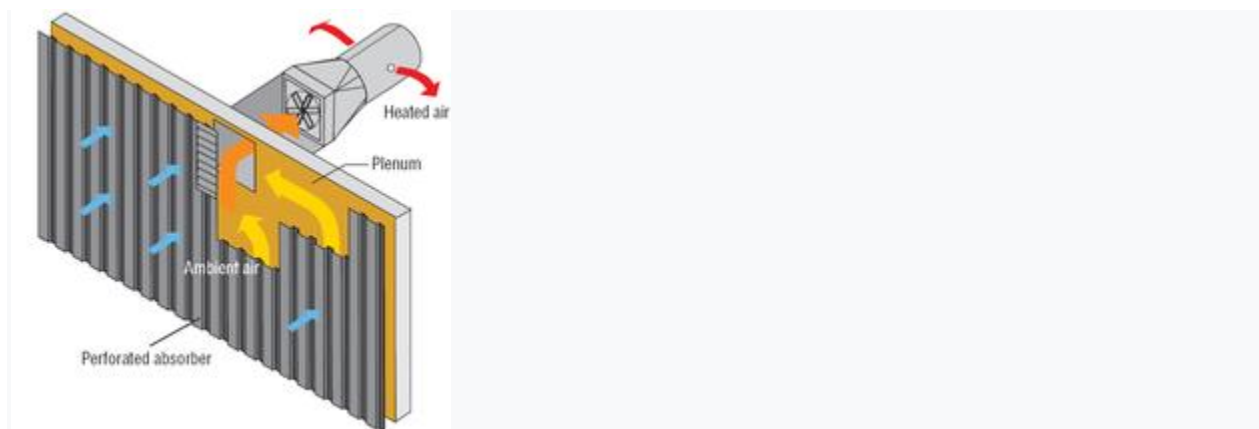 Heated air
Plenum
Ambient air
Perforated absorber